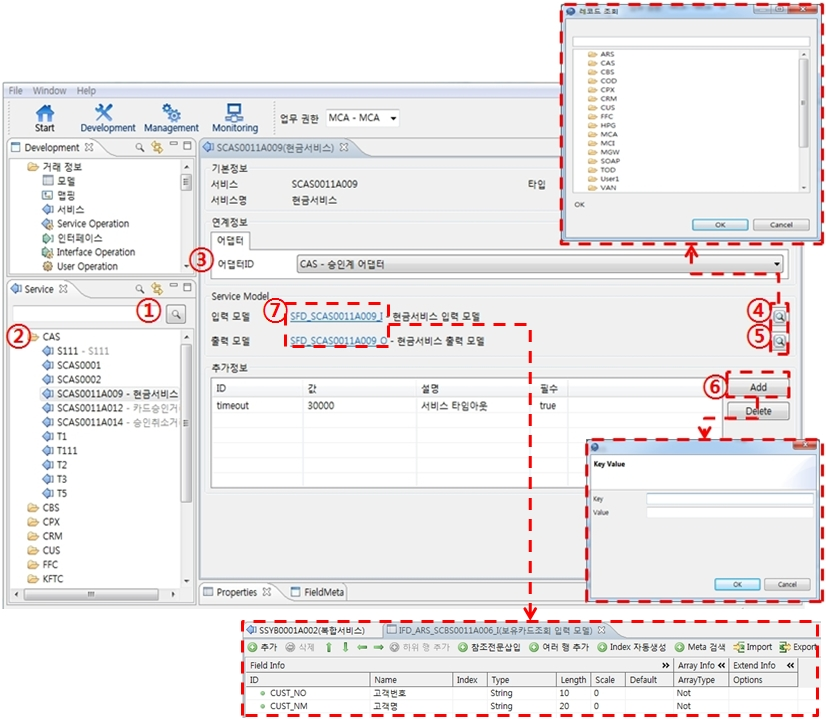 레코드 조회
ARS
CAS
CBS
COD
CPX
CRM
CUS
FFC
HPG
MCA
MCI
MGW
SOAP
TOD
User1
VAN
OK
OK Cancel
File Window Help
Start Development Management Monitoring 업무 권한 MCA - MCA
Development
거래 정보
모델
맵핑
서비스
Service Operation
인터페이스
Interface Operation
User Operation
Service
①
② CAS
S111 - S111
SCAS0001
SCAS0002
SCAS0011A009 - 현금서비스
SCAS0011A012 - 카드승인거
SCAS0011A014 - 승인취소거
T1
T111
T2
T3
T5
CBS
CPX
CRM
CUS
FFC
KFTC
SCAS0011A009(현금서비스)
기본정보
서비스 SCAS0011A009 타입
서비스명 현금서비스
연계정보
어댑터
③ 어댑터ID CAS - 승인계 어댑터
Service Model
입력 모델 ⑦ SFD_SCAS0011A009_I - 현금서비스 입력 모델 ④
출력 모델 SFD_SCAS0011A009_O - 현금서비스 출력 모델 ⑤
추가정보
ID 값 설명 필수
timeout 30000 서비스 타임아웃 true
⑥ Add
Delete
Key Value
Key
Value
OK Cancel
Properties FieldMeta
SSYB0001A002(복합서비스) IFD_ARS_SCBS0011A006_I(보유카드조회 입력 모델)
추가 삭제 하위 행 추가 참조전문삽입 여러 행 추가 Index 자동생성 Meta 검색 Import Export
Field Info Array Info Extend Info
ID Name Index Type Length Scale Default ArrayType Options
CUST_NO 고객번호 String 10 0 Not
CUST_NM 고객명 String 20 0 Not